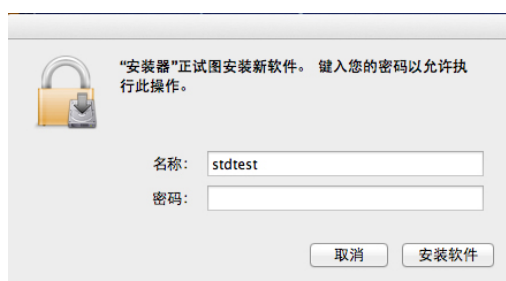 “安装器”正试图安装新软件。 键入您的密码以允许执
行此操作。
名称： stdtest
密码：
取消 安装软件